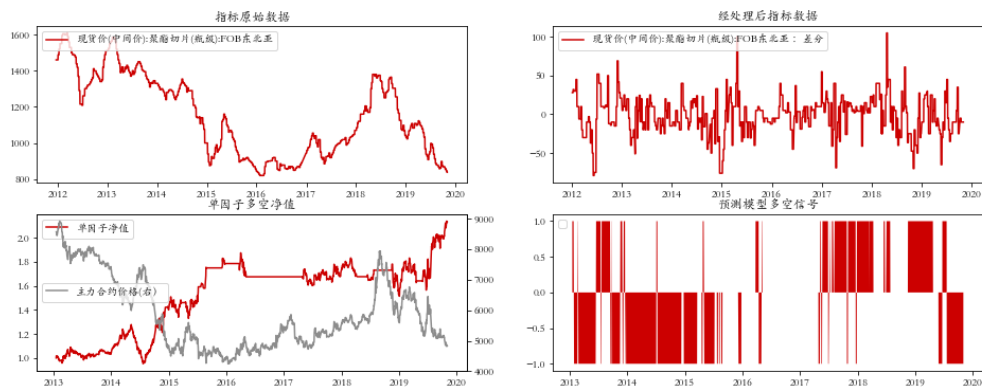 指标原始数据
现货价(中间价):聚酯切片(瓶级):FOB东北亚
1600
1400
1200
1000
800
2012 2013 2014 2015 2016 2017 2018 2019 2020
经处理后指标数据
现货价(中间价):聚酯切片(瓶级):FOB东北亚：差分
100
50
0
−50
2012 2013 2014 2015 2016 2017 2018 2019 2020
单因子多空净值
单因子净值
主力合约价格(右)
2.0
1.8
1.6
1.4
1.2
1.0
9000
8000
7000
6000
5000
4000
2013 2014 2015 2016 2017 2018 2019 2020
预测模型多空信号
1.0
0.5
0.0
−0.5
−1.0
2013 2014 2015 2016 2017 2018 2019 2020